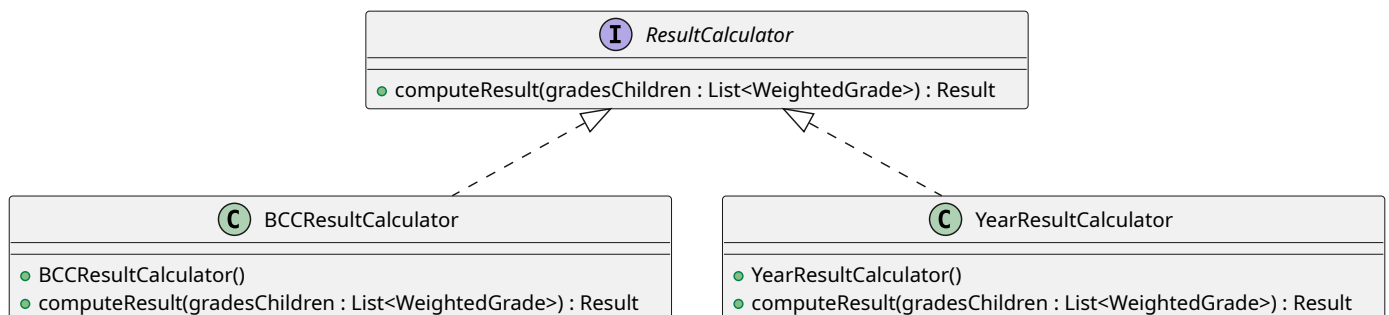 I ResultCalculator
computeResult(gradesChildren : List<WeightedGrade>) : Result
C BCCResultCalculator
BCCResultCalculator()
computeResult(gradesChildren : List<WeightedGrade>) : Result
C YearResultCalculator
YearResultCalculator()
computeResult(gradesChildren : List<WeightedGrade>) : Result